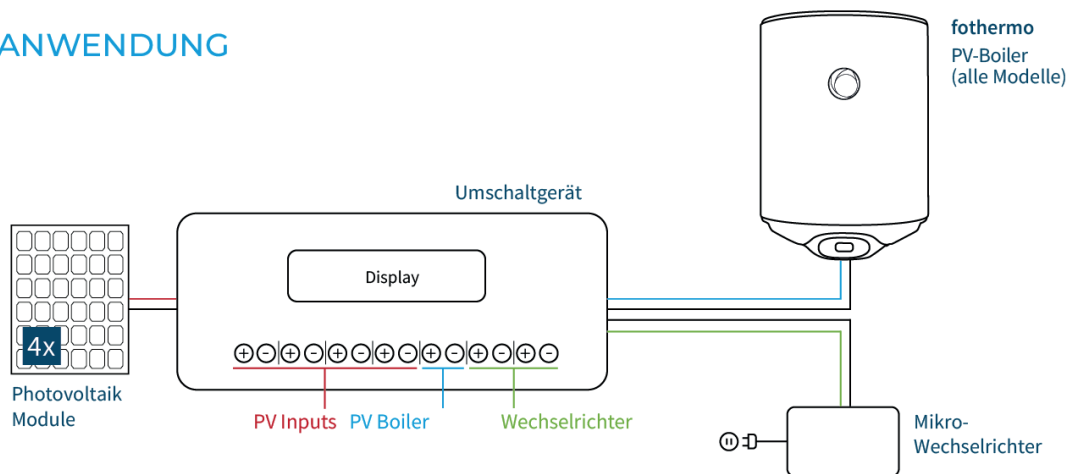 ANWENDUNG
fothermo
PV-Boiler
(alle Modelle)
Umschaltgerät
Display
4x
+ - + - + - + - + - + - + -
Photovoltaik
Module
PV Inputs PV Boiler Wechselrichter
Mikro-
Wechselrichter